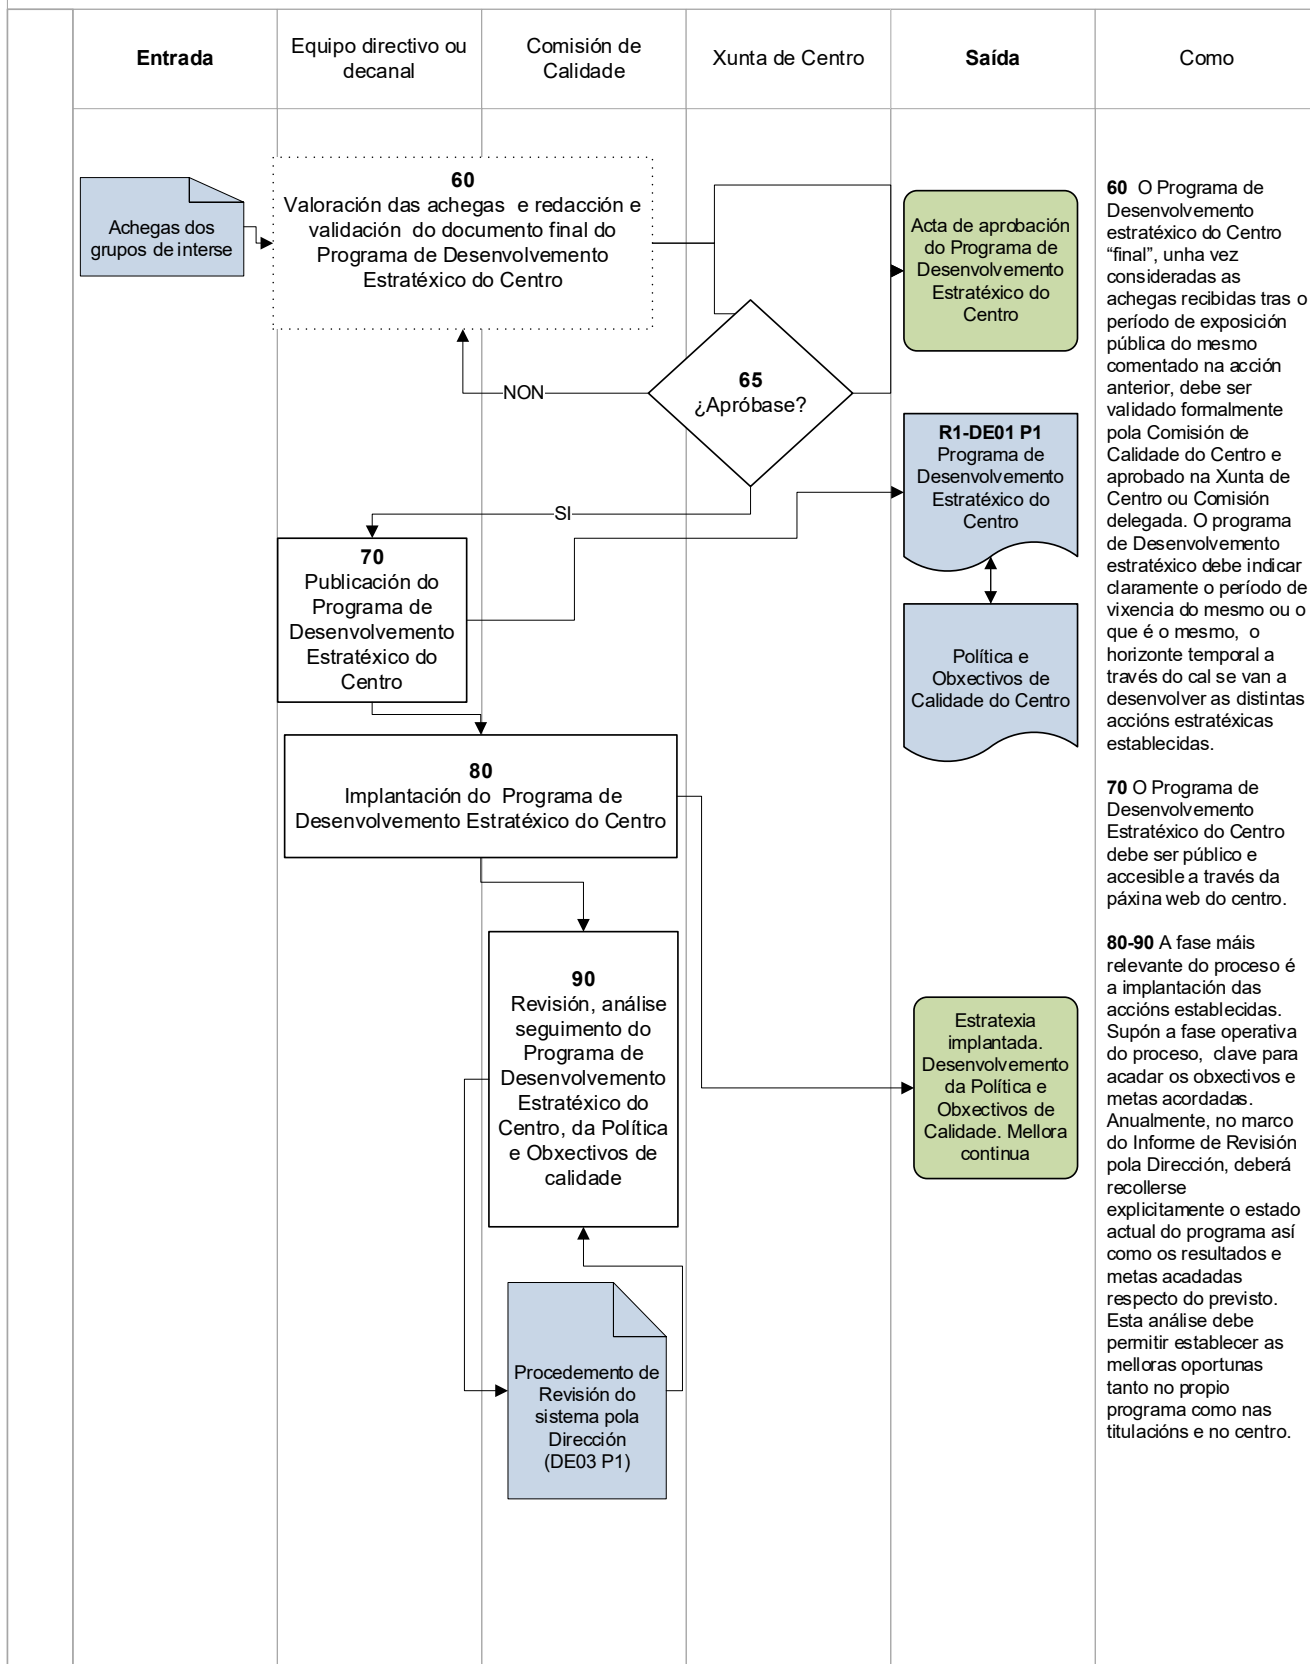 Entrada
Equipo directivo ou
decanal
Comisión de
Calidade
Xunta de Centro
Saída
Como
Achegas dos
grupos de interse
60
Valoración das achegas e redacción e
validación do documento final do
Programa de Desenvolvemento
Estratéxico do Centro
Acta de aprobación
do Programa de
Desenvolvemento
Estratéxico do
Centro
65
¿Apróbase?
NON
SI
R1-DE01 P1
Programa de
Desenvolvemento
Estratéxico do
Centro
70
Publicación do
Programa de
Desenvolvemento
Estratéxico do
Centro
Política e
Obxectivos de
Calidade do Centro
80
Implantación do Programa de
Desenvolvemento Estratéxico do Centro
90
Revisión, análise
seguimento do
Programa de
Desenvolvemento
Estratéxico do
Centro, da Política
e Obxectivos de
calidade
Estratexia
implantada.
Desenvolvemento
da Política e
Obxectivos de
Calidade. Mellora
continua
Procedemento de
Revisión do
sistema pola
Dirección
(DE03 P1)
60 O Programa de
Desenvolvemento
estratéxico do Centro
“final”, unha vez
consideradas as
achegas recibidas tras o
período de exposición
pública do mesmo
comentado na acción
anterior, debe ser
validado formalmente
pola Comisión de
Calidade do Centro e
aprobado na Xunta de
Centro ou Comisión
delegada. O programa
de Desenvolvemento
estratéxico debe indicar
claramente o período de
vixencia do mesmo ou o
que é o mesmo, o
horizonte temporal a
través do cal se van a
desenvolver as distintas
accións estratéxicas
establecidas.
70 O Programa de
Desenvolvemento
Estratéxico do Centro
debe ser público e
accesible a través da
páxina web do centro.
80-90 A fase máis
relevante do proceso é
a implantación das
accións establecidas.
Supón a fase operativa
do proceso, clave para
acadar os obxectivos e
metas acordadas.
Anualmente, no marco
do Informe de Revisión
pola Dirección, deberá
recollerse
explicitamente o estado
actual do programa así
como os resultados e
metas acadadas
respecto do previsto.
Esta análise debe
permitir establecer as
melloras oportunas
tanto no propio
programa como nas
titulacións e no centro.